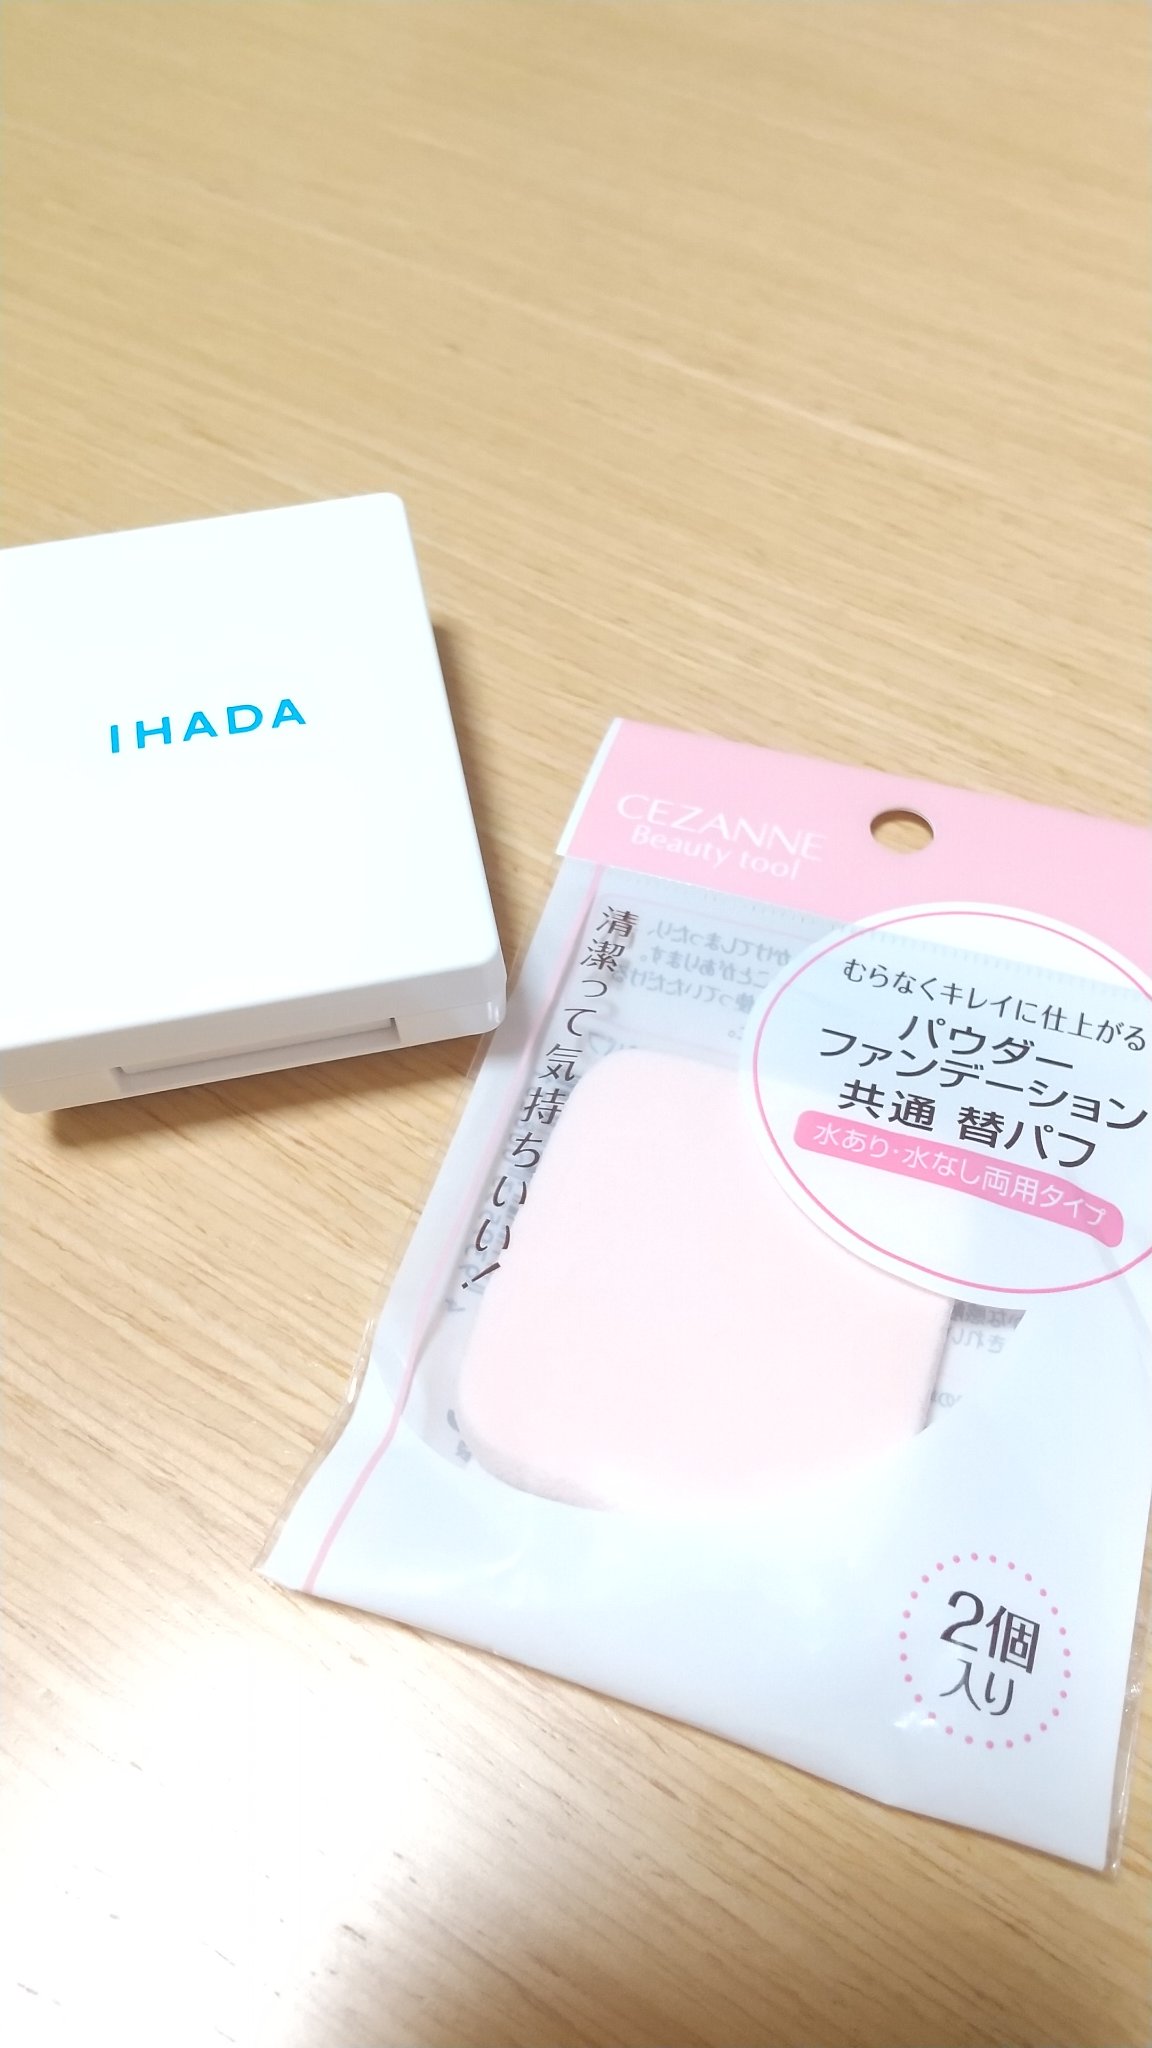 IHADA
CEZANNE
Beauty tool
清潔って気持ちいい!
むらなくキレイに仕上がる
パウダー
ファンデーション
共通 替パフ
水あり・水なし両用タイプ
2個
入り